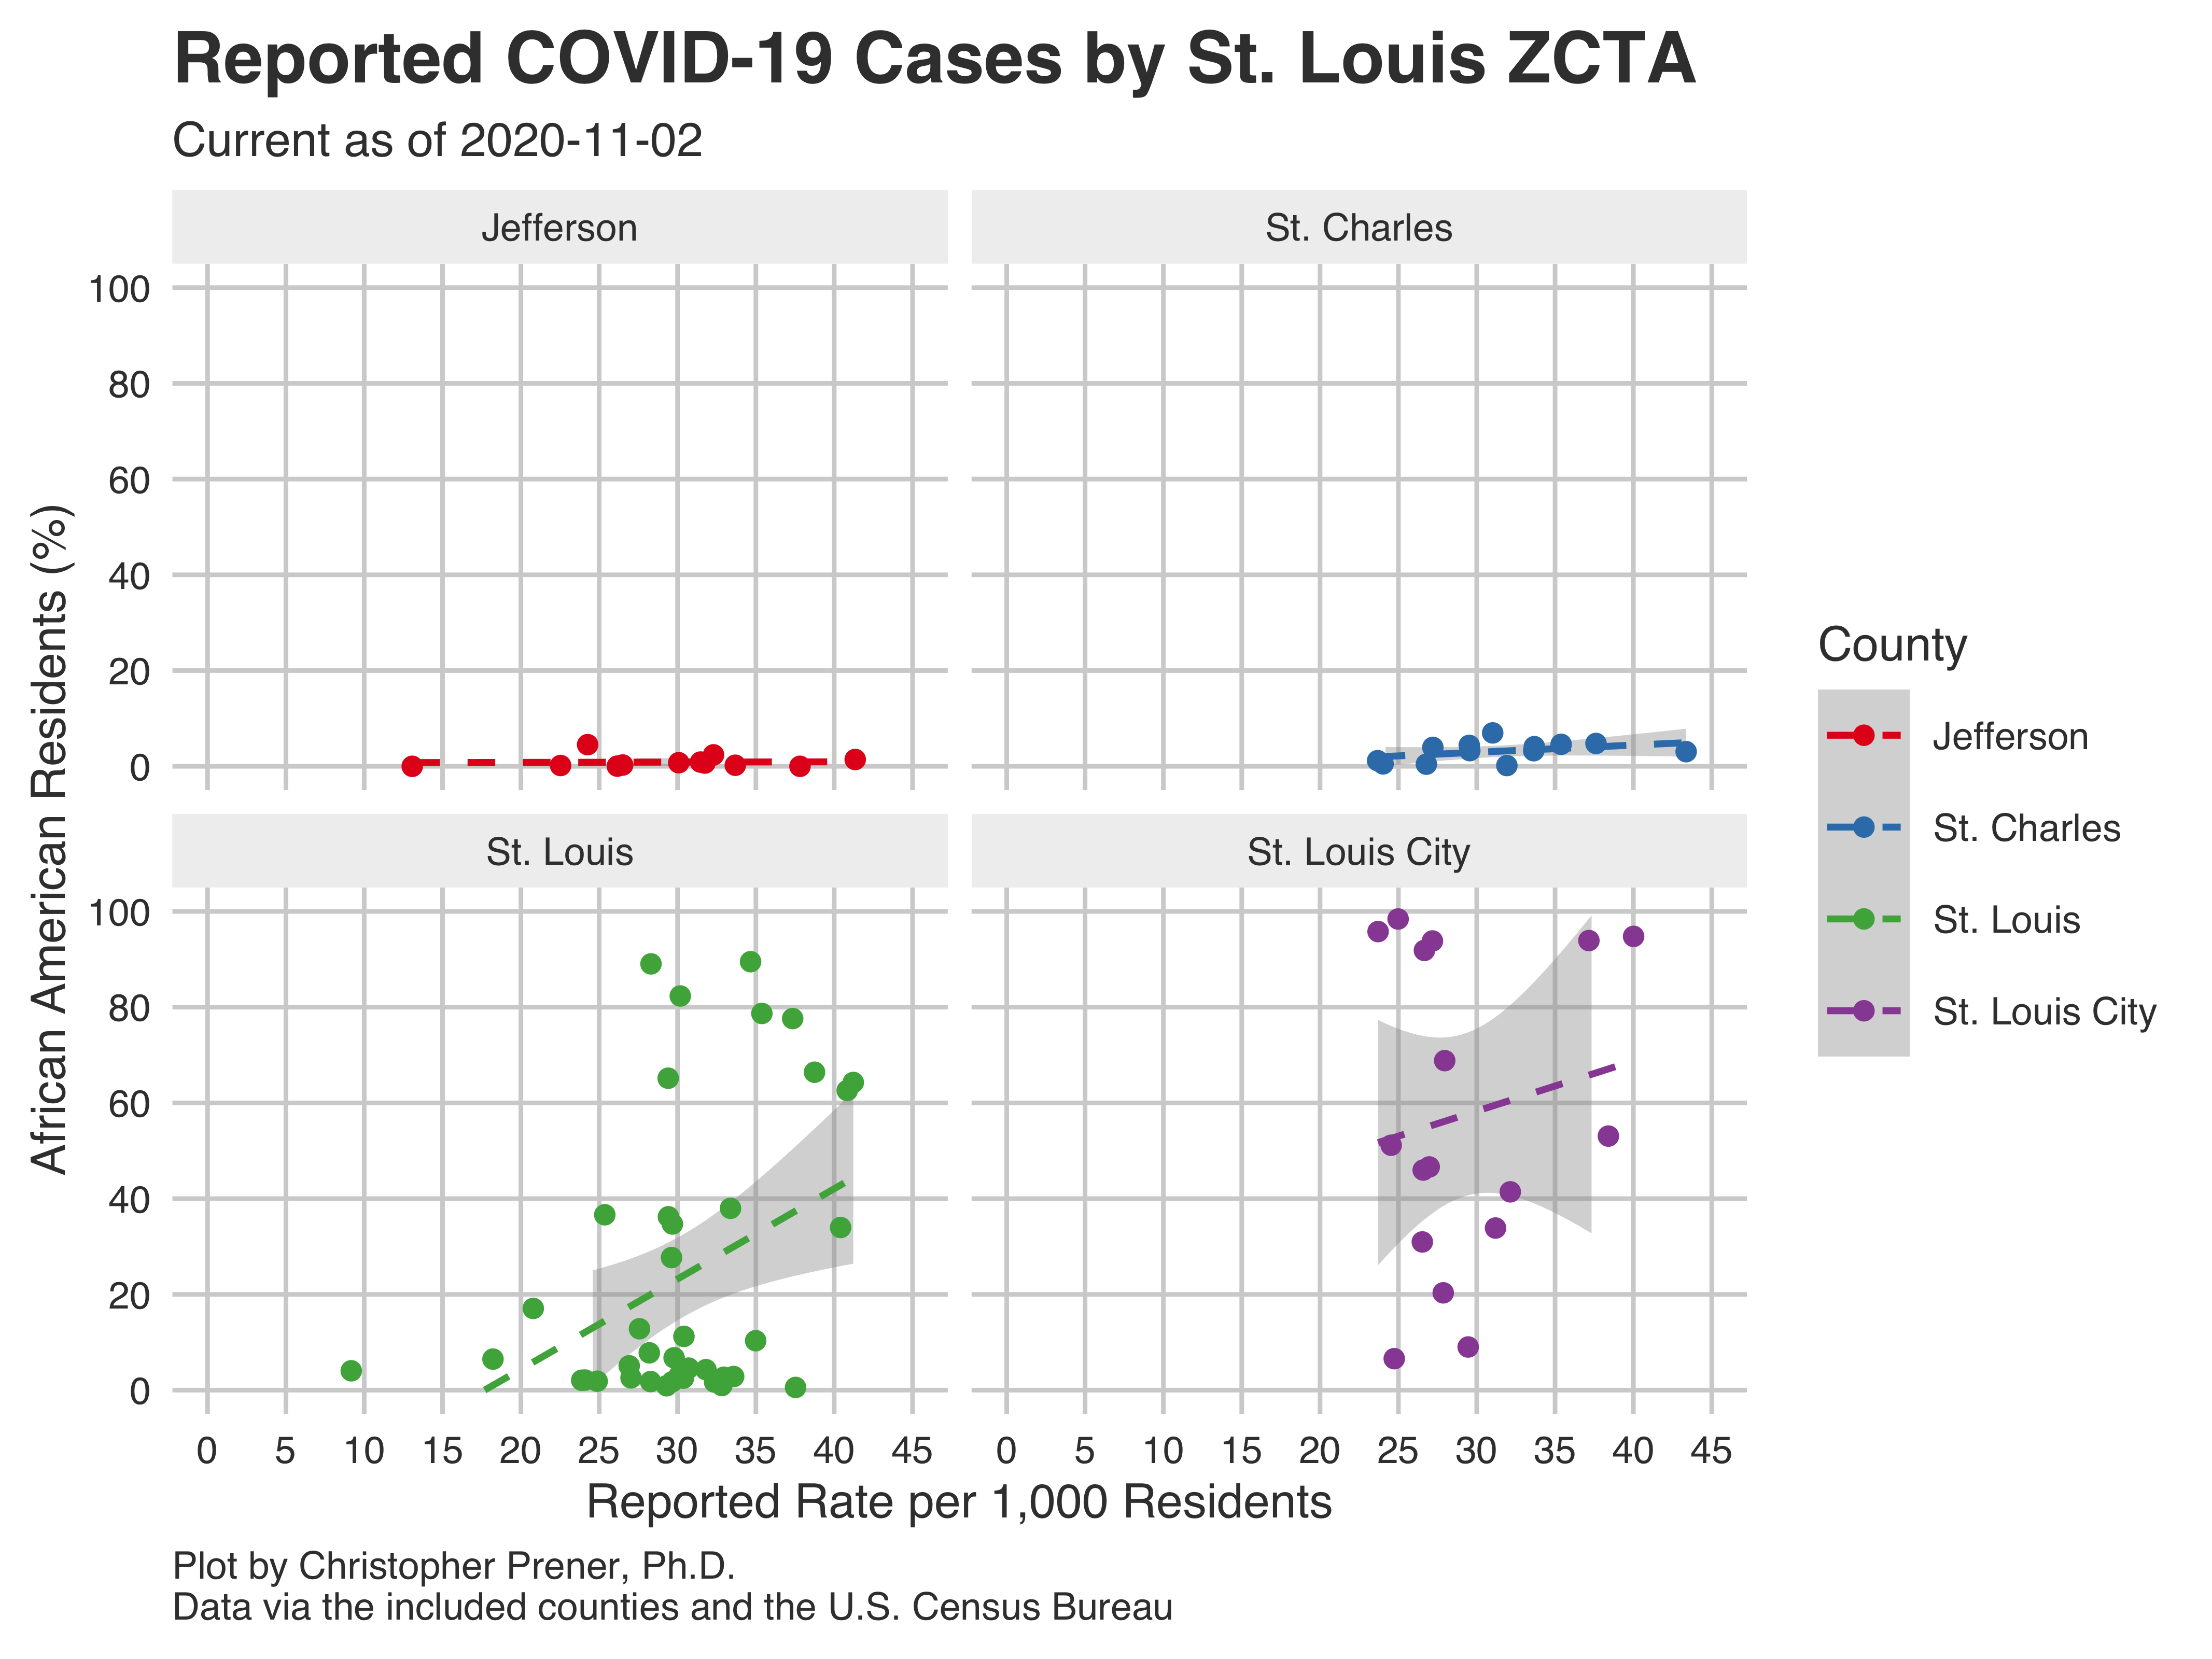 Reported COVID-19 Cases by St. Louis ZCTA
Current as of 2020-11-02
Jefferson
St. Charles
100
80
60
40
20
0
St. Louis
St. Louis City
100
80
60
40
20
0
0 5 10 15 20 25 30 35 40 45
0 5 10 15 20 25 30 35 40 45
African American Residents (%)
Reported Rate per 1,000 Residents
County
Jefferson
St. Charles
St. Louis
St. Louis City
Plot by Christopher Prener, Ph.D.
Data via the included counties and the U.S. Census Bureau